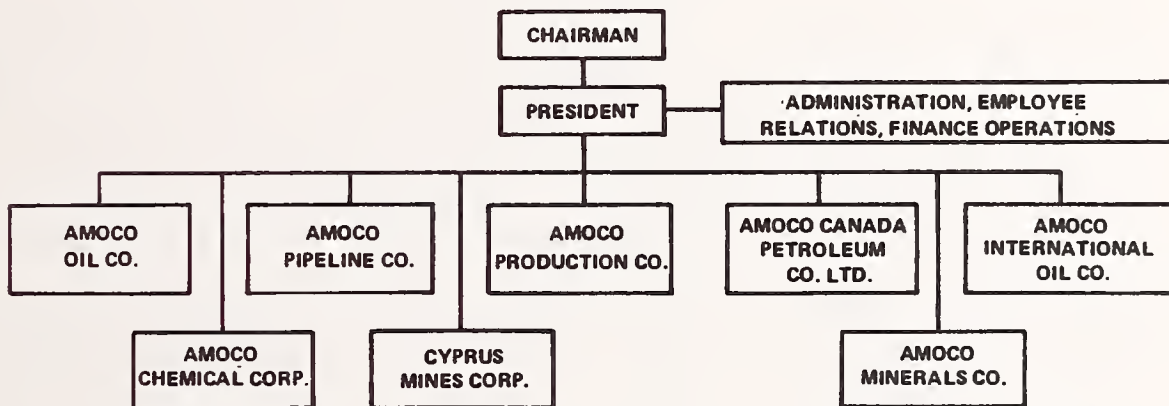 CHAIRMAN
PRESIDENT
ADMINISTRATION, EMPLOYEE
RELATIONS, FINANCE OPERATIONS
AMOCO
OIL CO.
AMOCO
PIPELINE CO.
AMOCO
PRODUCTION CO.
AMOCO CANADA
PETROLEUM
CO. LTD.
AMOCO
INTERNATIONAL
OIL CO.
AMOCO
CHEMICAL CORP.
CYPRUS
MINES CORP.
AMOCO
MINERALS CO.